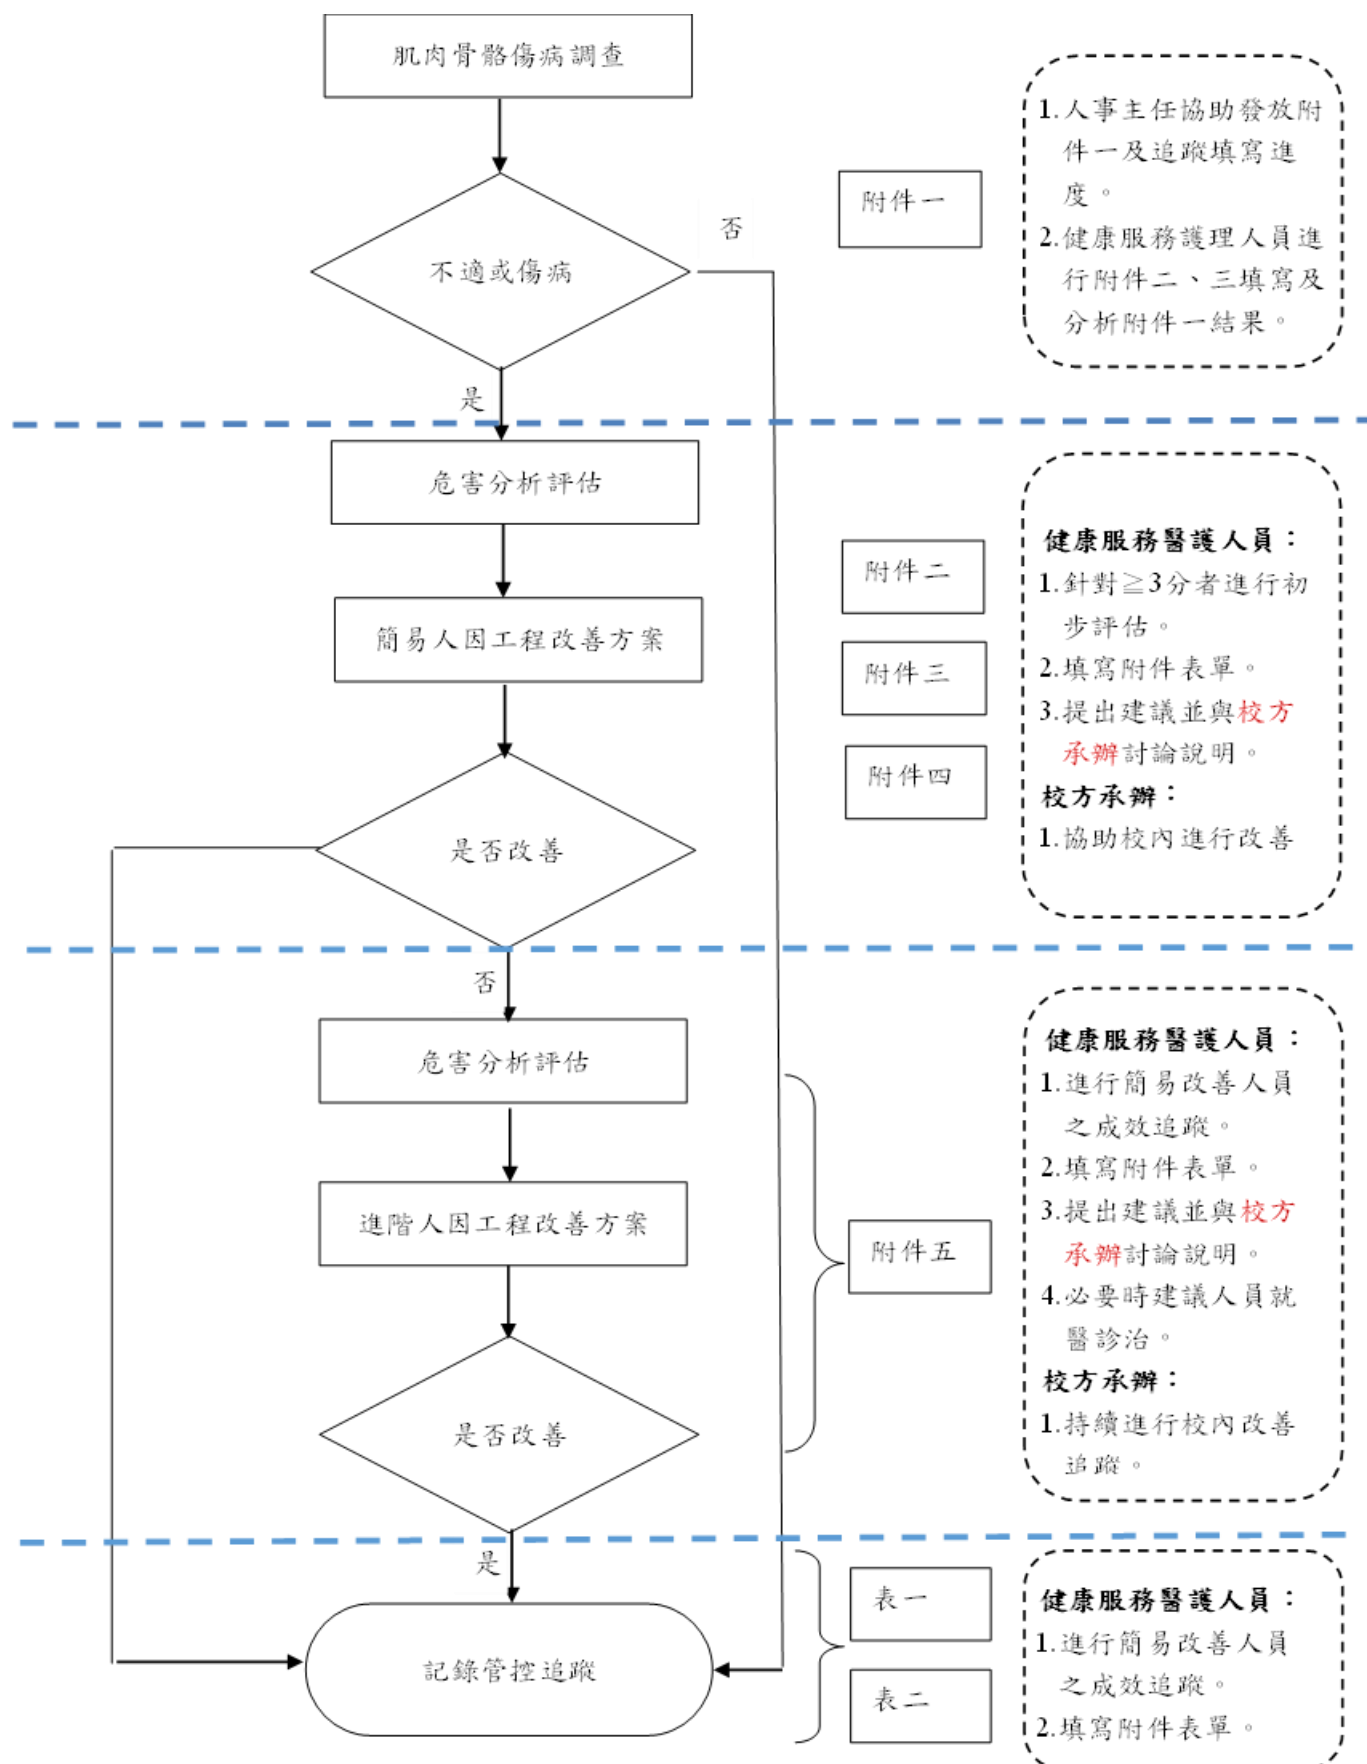 肌肉骨骼傷病調查
1.人事主任協助發放附
件一及追蹤填寫進
度。
2.健康服務護理人員進
行附件二、三填寫及
分析附件一結果。
附件一
否
不適或傷病
是
危害分析評估
簡易人因工程改善方案
附件二
附件三
附件四
健康服務醫護人員：
1.針對≧3分者進行初
步評估。
2.填寫附件表單。
3.提出建議並與校方
承辦討論說明。
校方承辦：
1.協助校內進行改善
是否改善
否
危害分析評估
進階人因工程改善方案
附件五
健康服務醫護人員：
1.進行簡易改善人員
之成效追蹤。
2.填寫附件表單。
3.提出建議並與校方
承辦討論說明。
4.必要時建議人員就
醫診治。
校方承辦：
1.持續進行校內改善
追蹤。
是否改善
是
記錄管控追蹤
表一
表二
健康服務醫護人員：
1.進行簡易改善人員
之成效追蹤。
2.填寫附件表單。